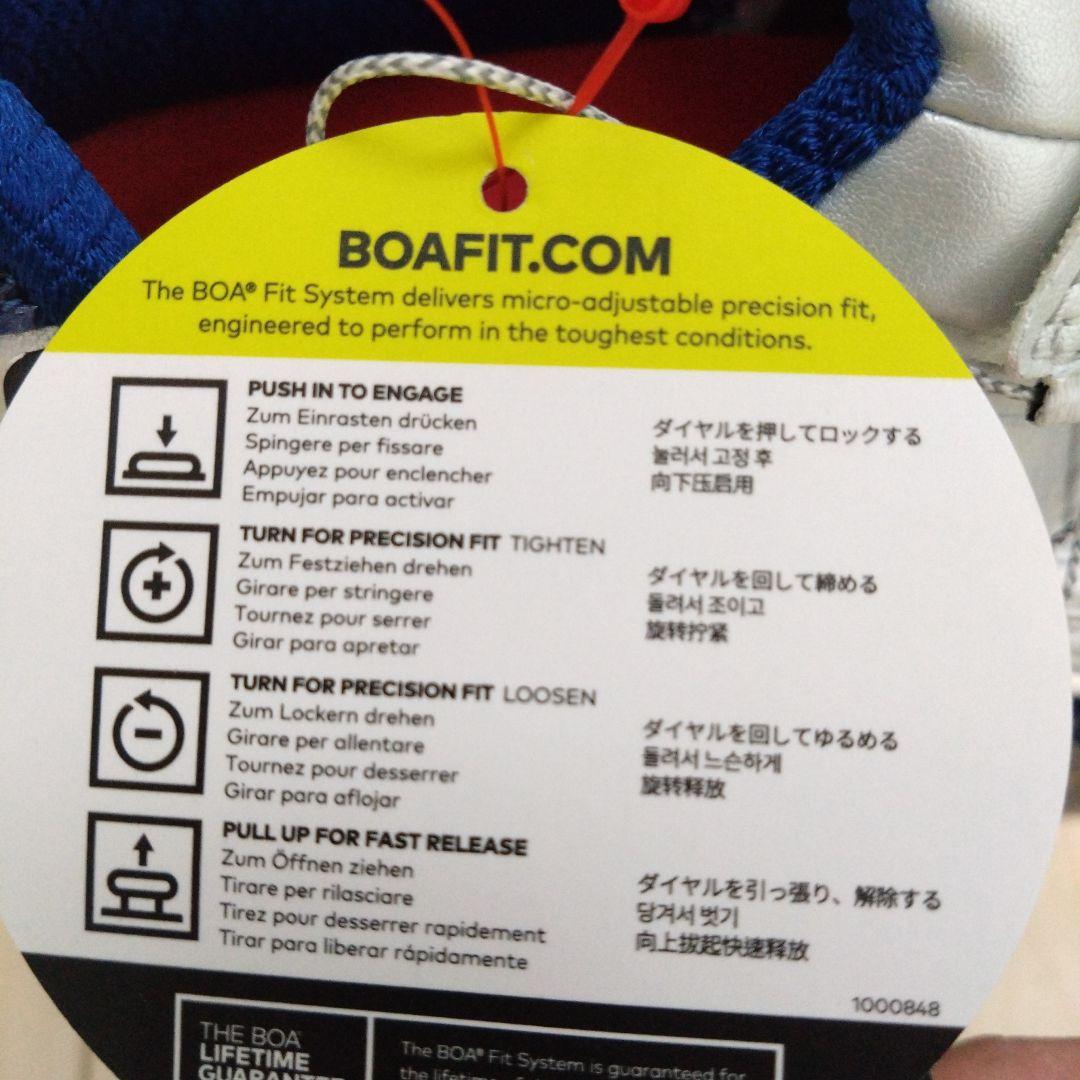 BOAFIT.COM
The BOA® Fit System delivers micro-adjustable precision fit,
engineered to perform in the toughest conditions.
PUSH IN TO ENGAGE
Zum Einrasten drücken
Spingere per fissare
Appuyez pour enclencher
Empujar para activar
ダイヤルを押してロックする
눌러서 고정 후
向下压启用
TURN FOR PRECISION FIT TIGHTEN
Zum Festziehen drehen
Girare per stringere
Tournez pour serrer
Girar para apretar
ダイヤルを回して締める
돌려서 조이고
旋转拧紧
TURN FOR PRECISION FIT LOOSEN
Zum Lockern drehen
Girare per allentare
Tournez pour desserrer
Girar para aflojar
ダイヤルを回してゆるめる
돌려서 느슨하게
旋转释放
PULL UP FOR FAST RELEASE
Zum Öffnen ziehen
Tirare per rilasciare
Tirez pour desserrer rapidement
Tirar para liberar rápidamente
ダイヤルを引っ張り、解除する
당겨서 벗기
向上拔起快速释放
1000848
THE BOA
LIFETIME
GUARANTEE
The BOA® Fit System is guaranteed for
the lifetime of